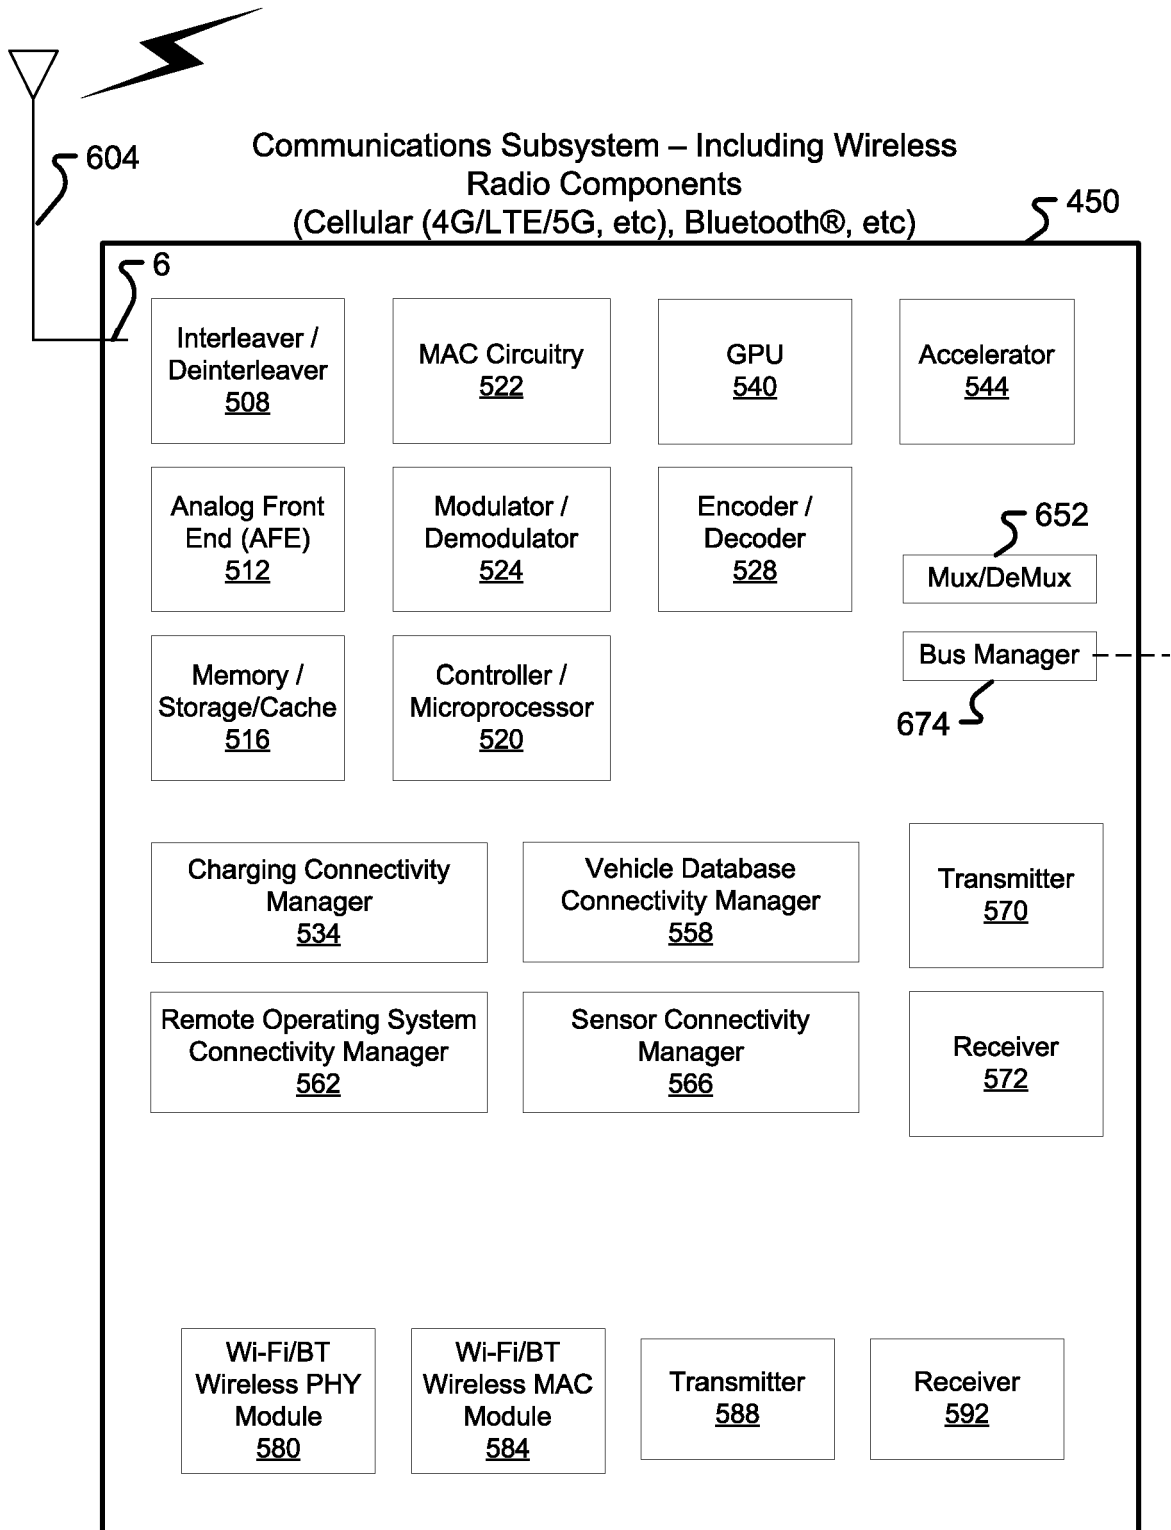 604
Communications Subsystem – Including Wireless
Radio Components
(Cellular (4G/LTE/5G, etc), Bluetooth®, etc)
450
6
Interleaver /
Deinterleaver
508
MAC Circuitry
522
GPU
540
Accelerator
544
Analog Front
End (AFE)
512
Modulator /
Demodulator
524
Encoder /
Decoder
528
652
Mux/DeMux
Memory /
Storage/Cache
516
Controller /
Microprocessor
520
Bus Manager
674
Charging Connectivity
Manager
534
Vehicle Database
Connectivity Manager
558
Transmitter
570
Remote Operating System
Connectivity Manager
562
Sensor Connectivity
Manager
566
Receiver
572
Wi-Fi/BT
Wireless PHY
Module
580
Wi-Fi/BT
Wireless MAC
Module
584
Transmitter
588
Receiver
592